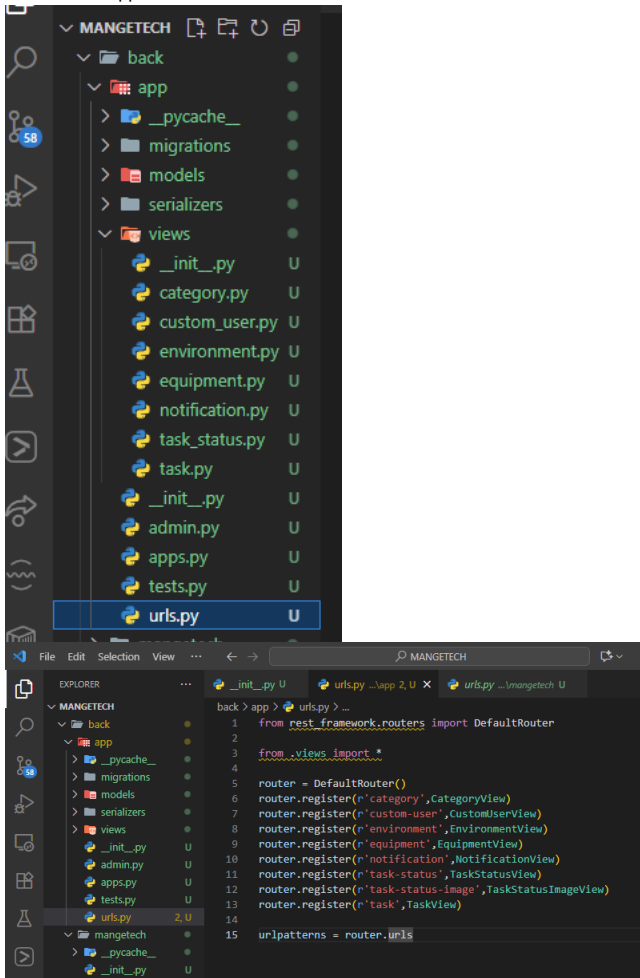 MANGETECH
back
app
__pycache__
migrations
models
serializers
views
__init__.py U
category.py U
custom_user.py U
environment.py U
equipment.py U
notification.py U
task_status.py U
task.py U
__init__.py U
admin.py U
apps.py U
tests.py U
urls.py U
58
File Edit Selection View ... MANGETECH
EXPLORER ...
__init__.py U urls.py ...\app 2, U urls.py ...\mangetech U
MANGETECH
back
app
__pycache__
migrations
models
serializers
views
__init__.py U
admin.py U
apps.py U
tests.py U
urls.py 2, U
mangetech
__pycache__
__init__.py U
58
back > app > urls.py > ...
1 from rest_framework.routers import DefaultRouter
2
3 from .views import *
4
5 router = DefaultRouter()
6 router.register(r'category',CategoryView)
7 router.register(r'custom-user',CustomUserView)
8 router.register(r'environment',EnvironmentView)
9 router.register(r'equipment',EquipmentView)
10 router.register(r'notification',NotificationView)
11 router.register(r'task-status',TaskStatusView)
12 router.register(r'task-status-image',TaskStatusImageView)
13 router.register(r'task',TaskView)
14
15 urlpatterns = router.urls